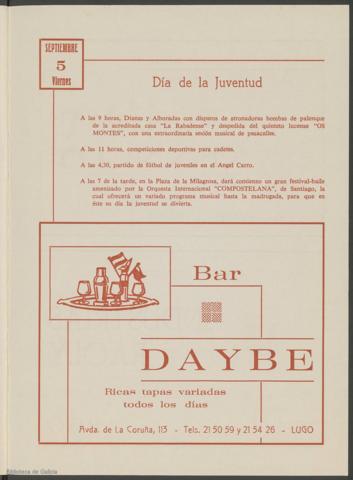 SEPTIEMBRE
5
Viernes
Día de la Juventud
A las 9 horas, Dianas y Alboradas con disparos de atronadoras bombas de palenque
de la acreditada casa "La Rabadense" y despedida del quinteto lucense "OS
MONTES", con una extraordinaria sesión musical de pasacalles.
A las 11 horas, competiciones deportivas para cadetes.
A las 4,30, partido de fútbol de juveniles en el Angel Carro.
A las 7 de la tarde, en la Plaza de la Milagrosa, dará comienzo un gran festival-baile
amenizado por la Orquesta Internacional "COMPOSTELANA", de Santiago, la
cual ofrecerá un variado programa musical hasta la madrugada, para que en
éste su día la juventud se divierta.
Bar
DAYBE
Ricas tapas variadas
todos los días
Avda. de La Coruña, 113 - Tels. 21 50 59 y 21 54 26 - LUGO
Biblioteca de Galicia